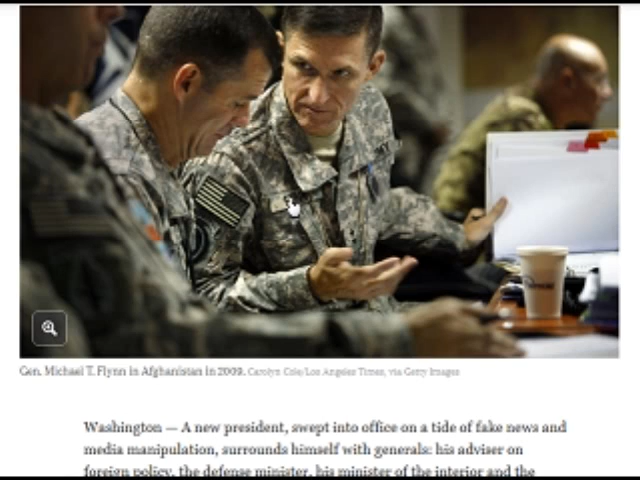 Gen. Michael T. Flynn in Afghanistan in 2009. Carolyn Cole/Los Angeles Times, via Getty Images
Washington — A new president, swept into office on a tide of fake news and
media manipulation, surrounds himself with generals: his adviser on
foreign policy, the defense minister, his minister of the interior and the